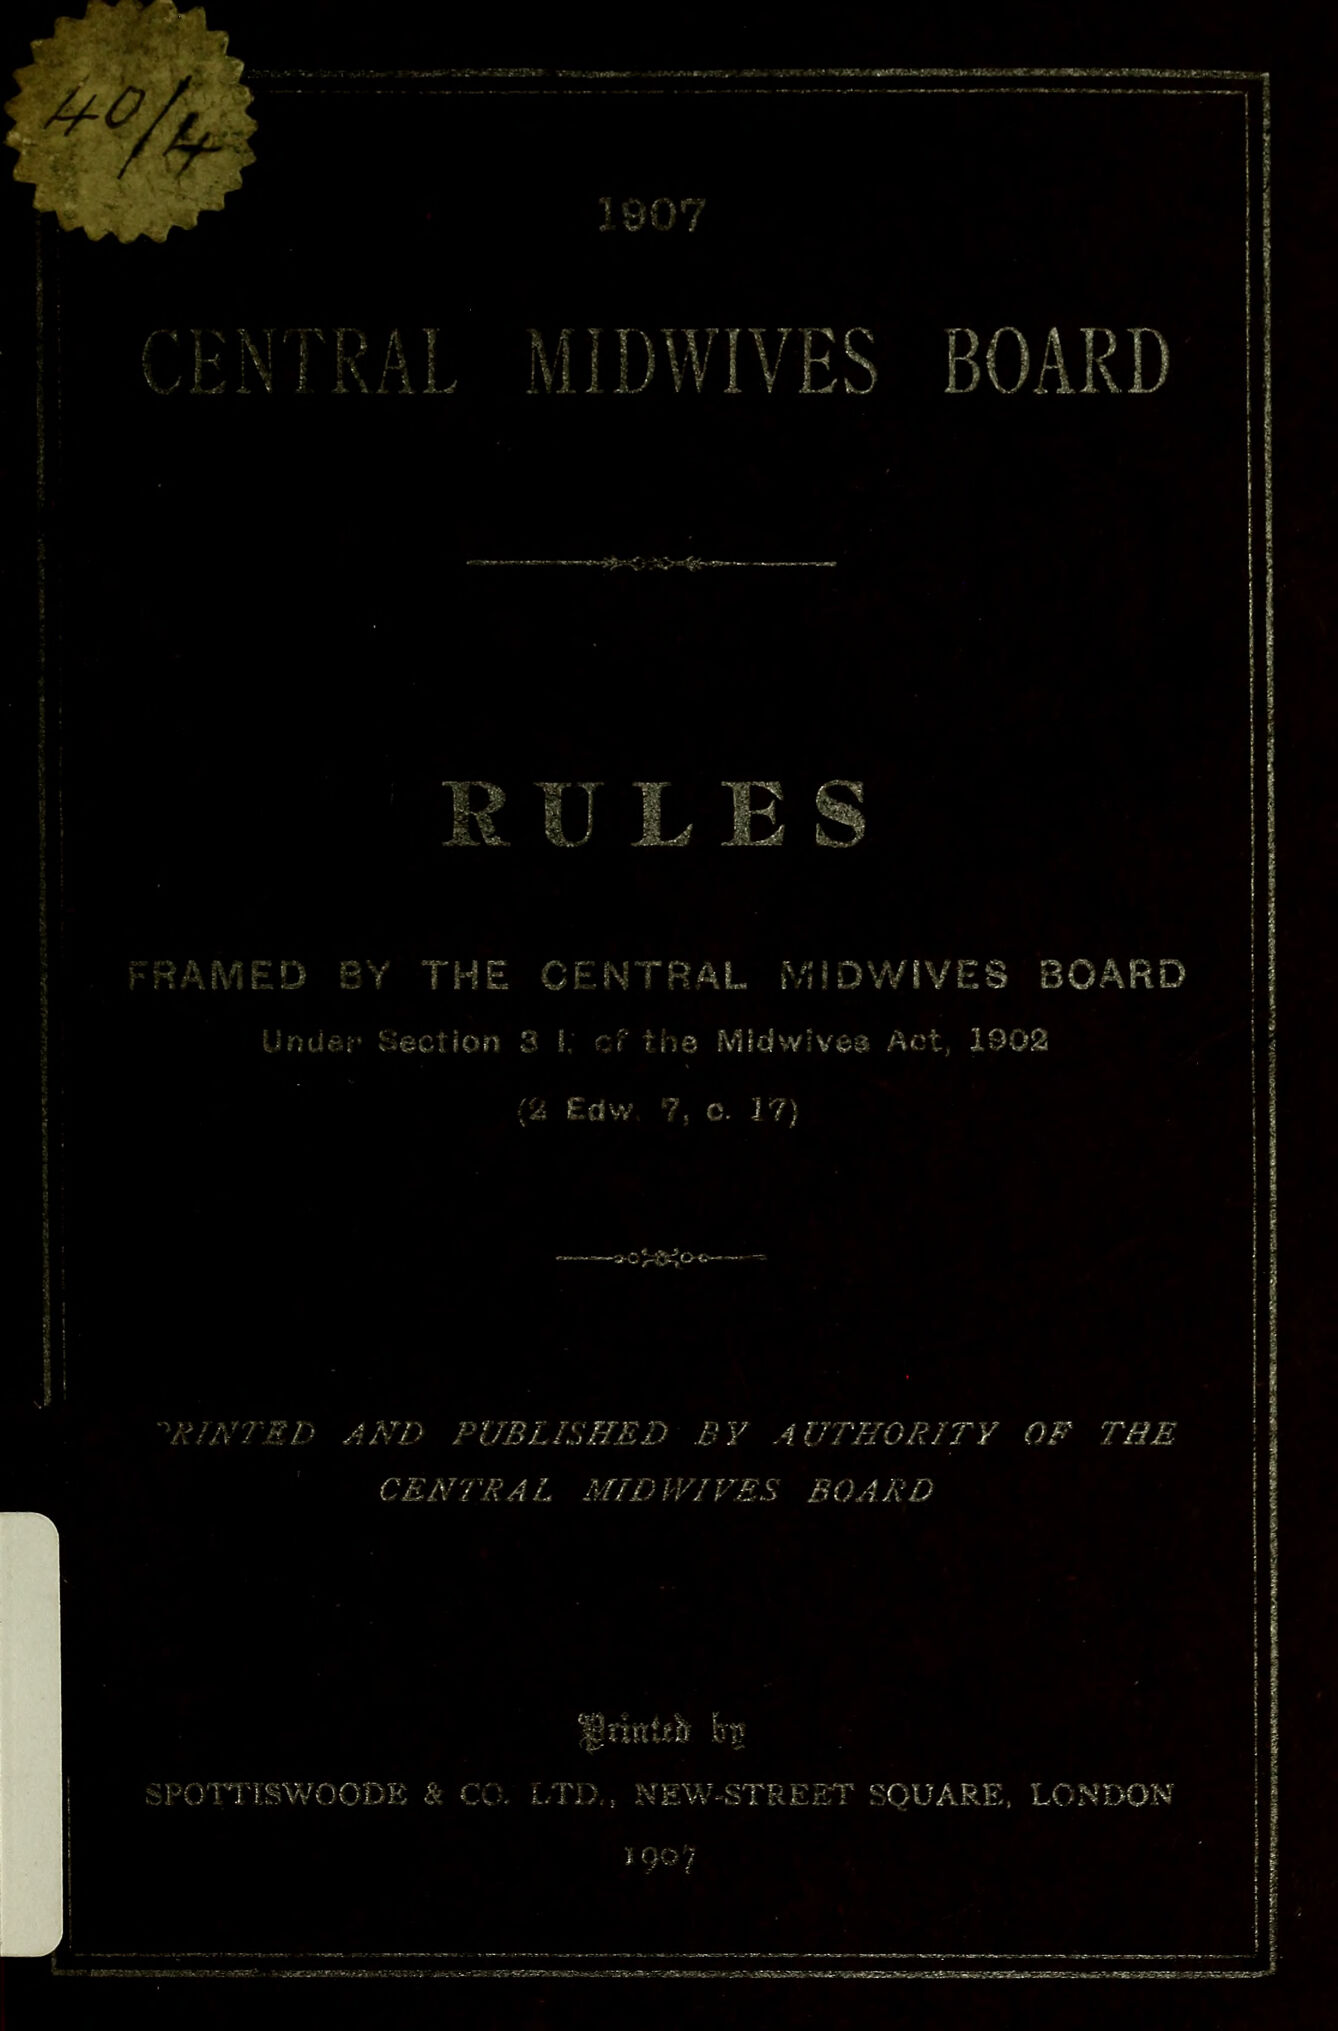 40/4
1907
CENTRAL MIDWIVES BOARD
RULES
FRAMED BY THE CENTRAL MIDWIVES BOARD
Under Section 3 I. of the Midwives Act, 1902
(2 Edw. 7, c. 17)
PRINTED AND PUBLISHED BY AUTHORITY OF THE
CENTRAL MIDWIVES BOARD
Printed by
SPOTTISWOODE & CO. LTD., NEW-STREET SQUARE, LONDON
1907